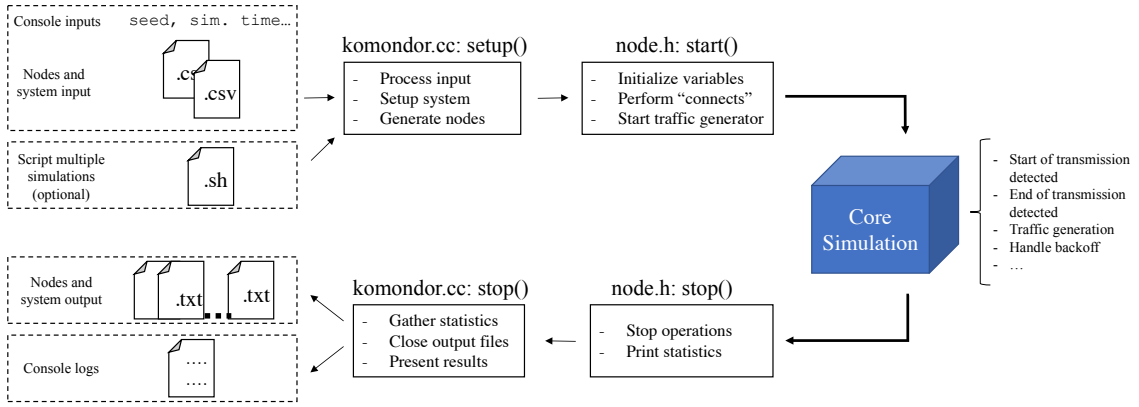 Console inputs seed, sim. time…
Nodes and
system input
.cs
.csv
Script multiple
simulations
(optional)
.sh
komondor.cc: setup()
- Process input
- Setup system
- Generate nodes
node.h: start()
- Initialize variables
- Perform “connects”
- Start traffic generator
Core
Simulation
- Start of transmission
detected
- End of transmission
detected
- Traffic generation
- Handle backoff
- …
Nodes and
system output
.txt
...
.txt
Console logs
....
....
komondor.cc: stop()
- Gather statistics
- Close output files
- Present results
node.h: stop()
- Stop operations
- Print statistics